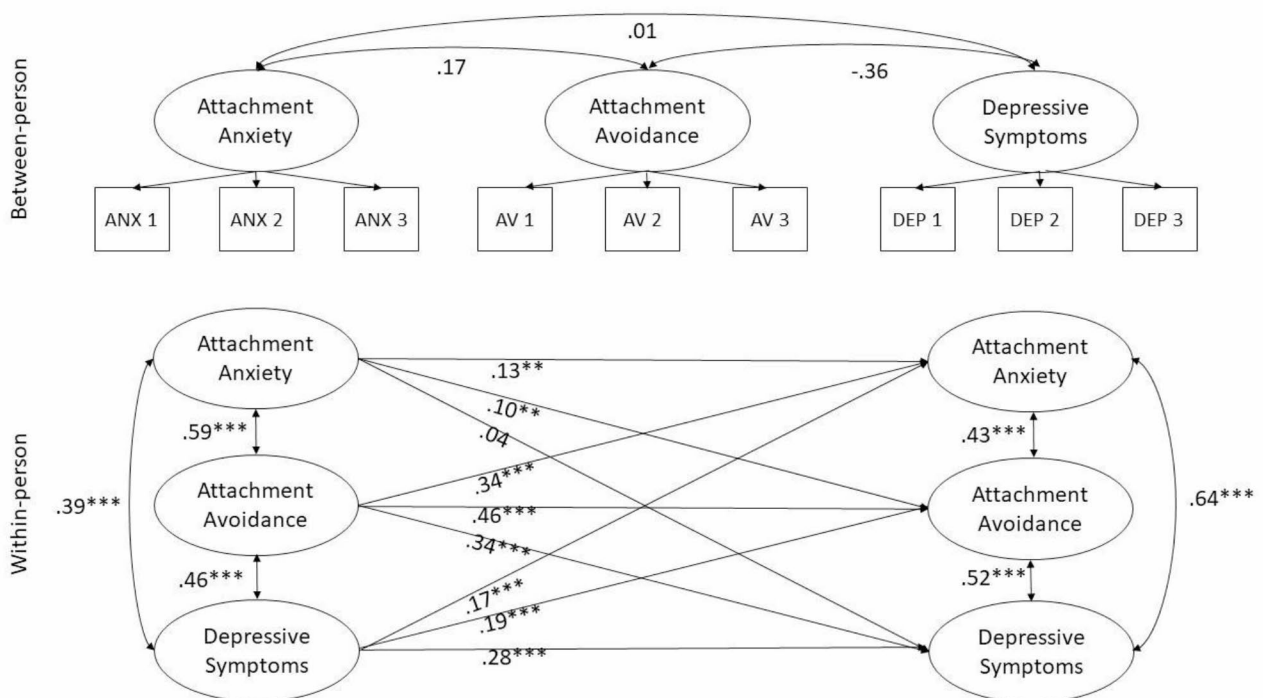 Between-person
.01
.17
-.36
Attachment
Anxiety
Attachment
Avoidance
Depressive
Symptoms
ANX 1
ANX 2
ANX 3
AV 1
AV 2
AV 3
DEP 1
DEP 2
DEP 3
Within-person
Attachment
Anxiety
Attachment
Anxiety
.13**
.10**
.04
.59***
.43***
.34***
.39***
Attachment
Avoidance
.46***
Attachment
Avoidance
.64***
.34***
.46***
.52***
.17***
.19***
Depressive
Symptoms
.28***
Depressive
Symptoms